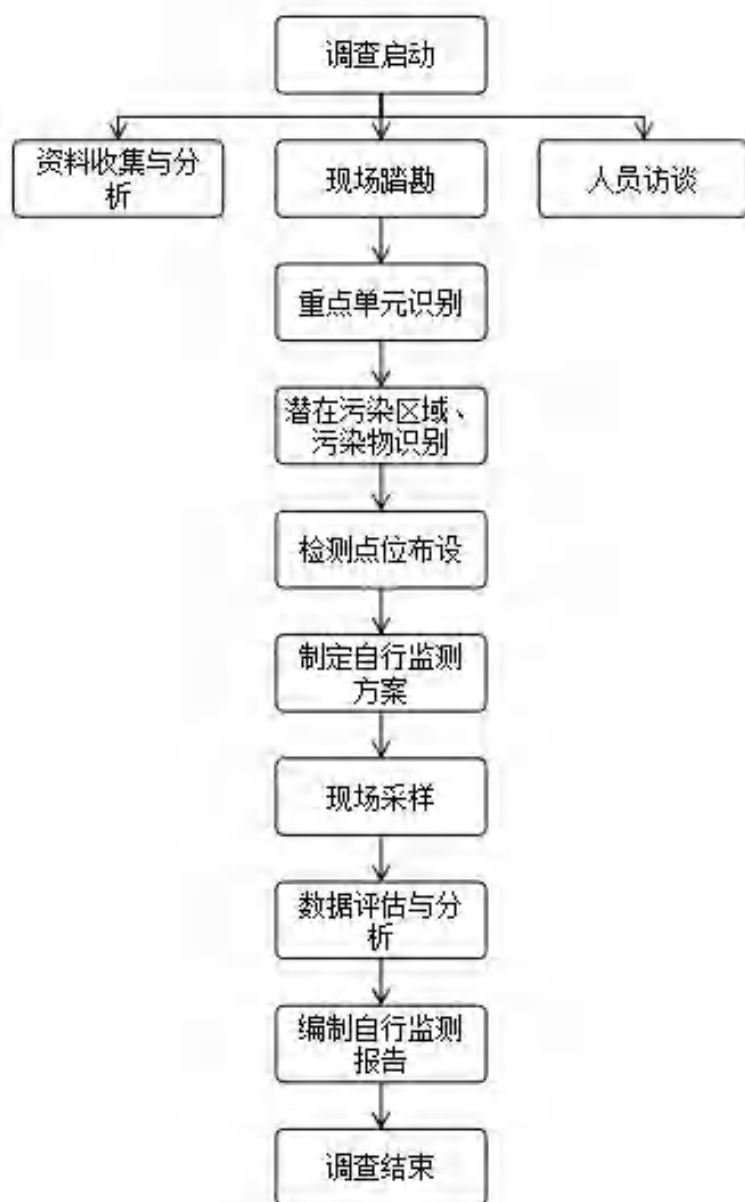 调查启动
资料收集与分
析
现场踏勘
人员访谈
重点单元识别
潜在污染区域、
污染物识别
检测点位布设
制定自行监测
方案
现场采样
数据评估与分
析
编制自行监测
报告
调查结束